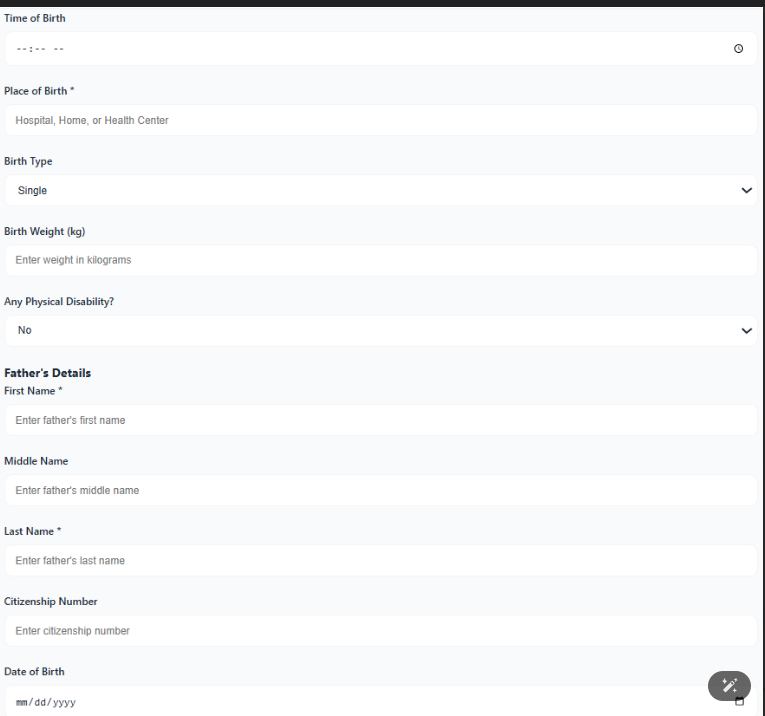 Time of Birth
--:-- --
Place of Birth *
Hospital, Home, or Health Center
Birth Type
Single
Birth Weight (kg)
Enter weight in kilograms
Any Physical Disability?
No
Father's Details
First Name *
Enter father's first name
Middle Name
Enter father's middle name
Last Name *
Enter father's last name
Citizenship Number
Enter citizenship number
Date of Birth
mm/dd/yyyy